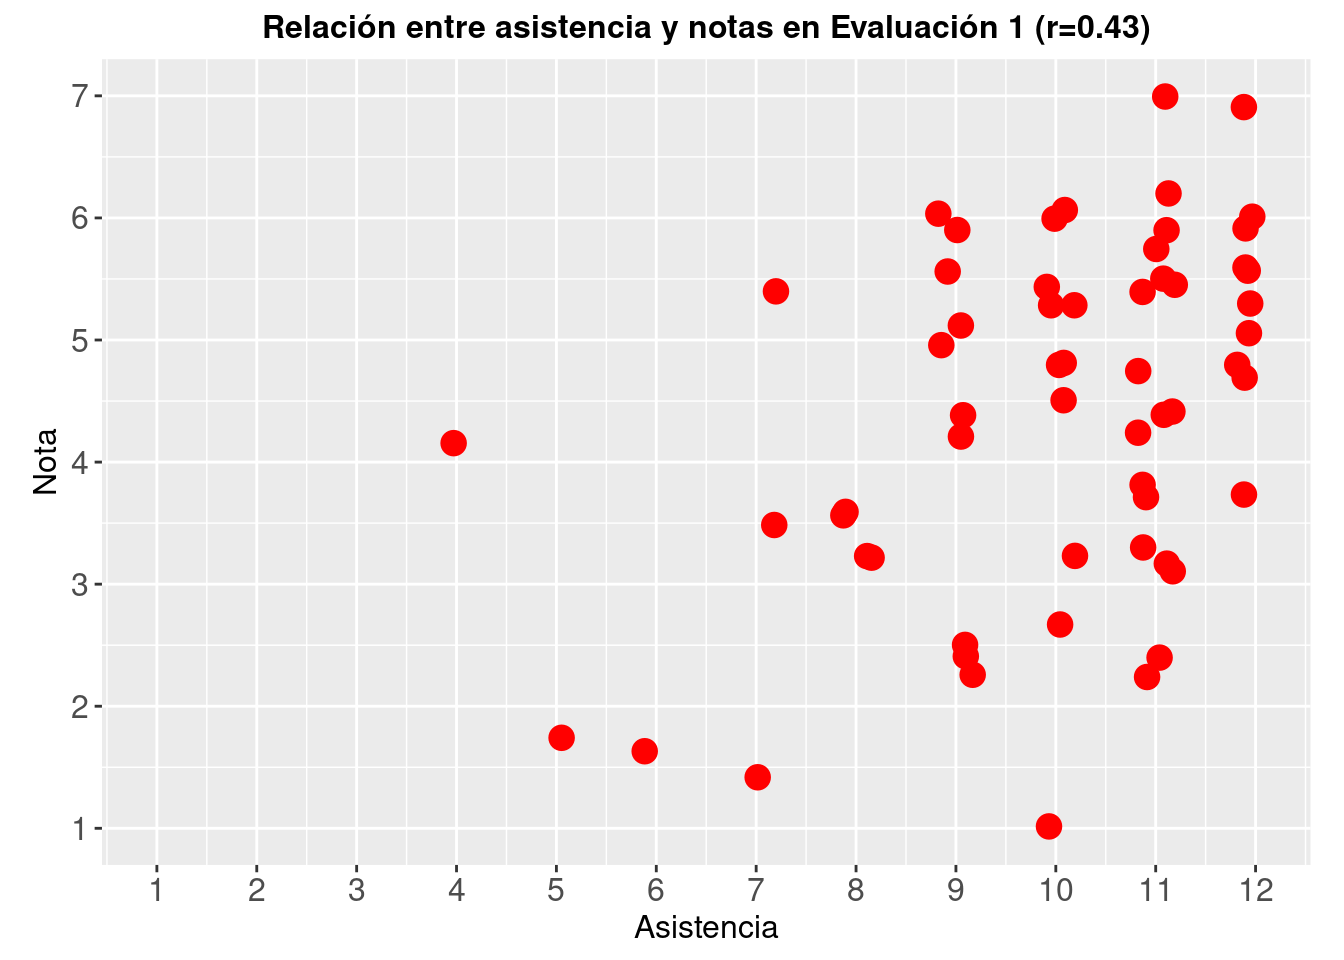 Relación entre asistencia y notas en Evaluación 1 (r=0.43)
7
6
5
4
3
2
1
Nota
1 2 3 4 5 6 7 8 9 10 11 12
Asistencia